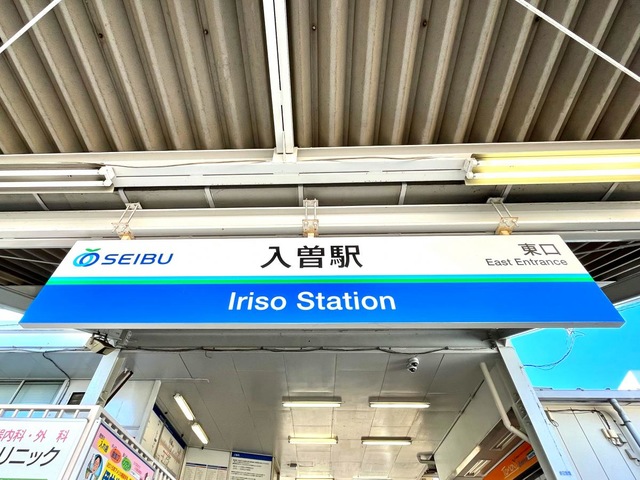 SEIBU
入曽駅
東口
East Entrance
Iriso Station
内科・外科
リニック